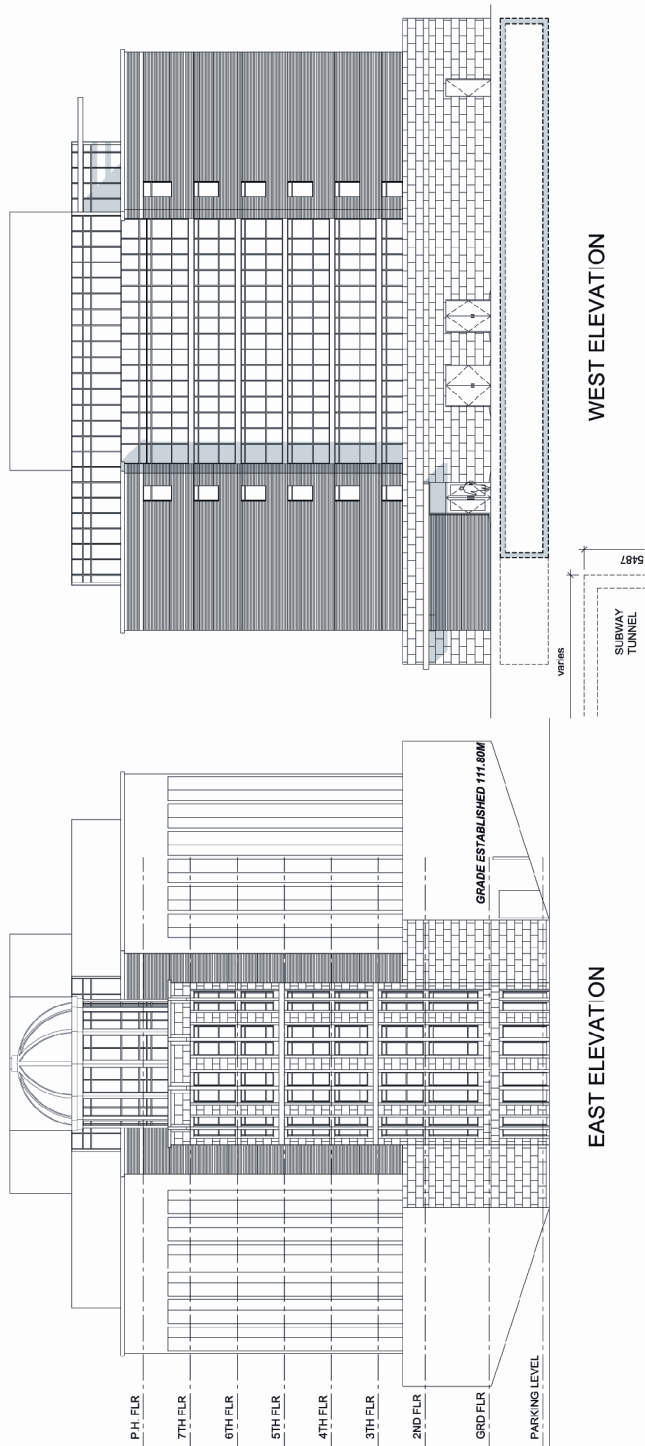 P.H. FLR
7TH FLR
6TH FLR
5TH FLR
4TH FLR
3TH FLR
2ND FLR
GRD FLR
PARKING LEVEL
GRADE ESTABLISHED 111.80M
EAST ELEVATION
varies
SUBWAY
TUNNEL
5487
WEST ELEVATION